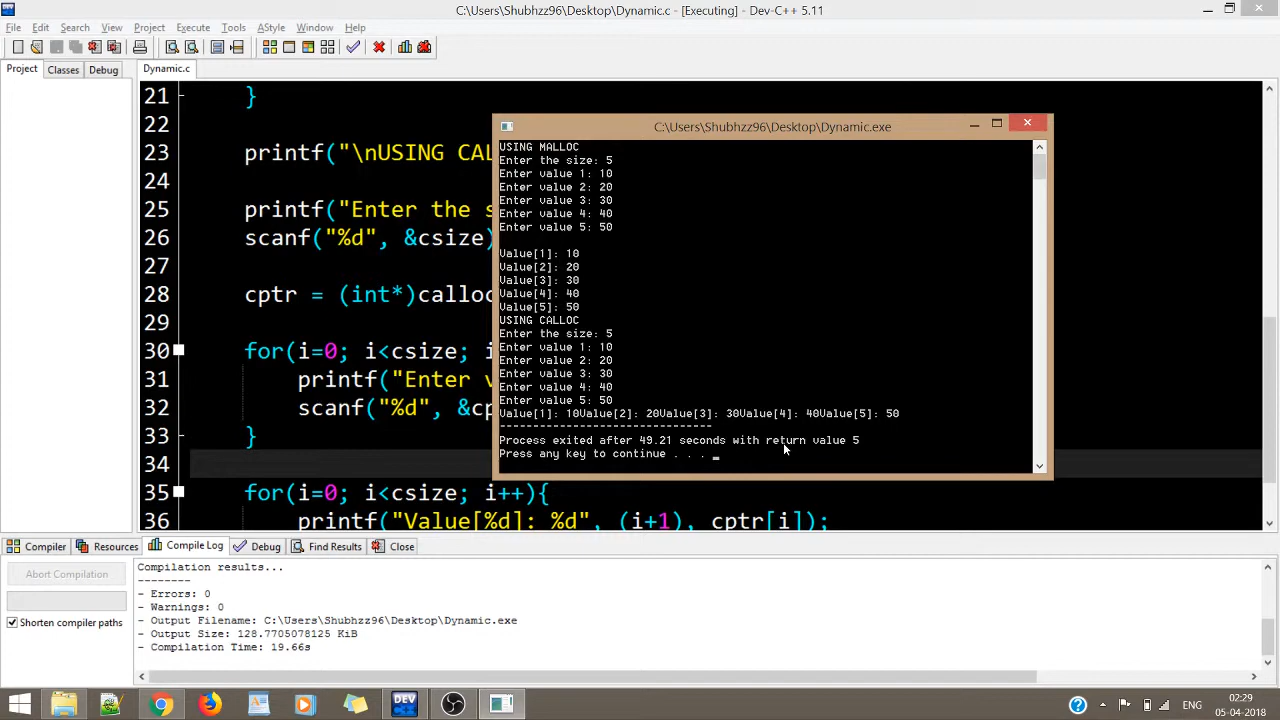 C:\Users\Shubhzz96\Desktop\Dynamic.c - [Executing] - Dev-C++ 5.11
File Edit Search View Project Execute Tools AStyle Window Help
Project Classes Debug
Dynamic.c
21 }
22
23 printf("\nUSING CAL
24
25 printf("Enter the s
26 scanf("%d", &csize)
27
28 cptr = (int*)calloc
29
30 for(i=0; i<csize; i
31 printf("Enter v
32 scanf("%d", &cp
33 }
34
35 for(i=0; i<csize; i++){
36 printf("Value[%d]: %d", (i+1), cptr[i]);
C:\Users\Shubhzz96\Desktop\Dynamic.exe
USING MALLOC
Enter the size: 5
Enter value 1: 10
Enter value 2: 20
Enter value 3: 30
Enter value 4: 40
Enter value 5: 50
Value[1]: 10
Value[2]: 20
Value[3]: 30
Value[4]: 40
Value[5]: 50
USING CALLOC
Enter the size: 5
Enter value 1: 10
Enter value 2: 20
Enter value 3: 30
Enter value 4: 40
Enter value 5: 50
Value[1]: 10Value[2]: 20Value[3]: 30Value[4]: 40Value[5]: 50
--------------------------------
Process exited after 49.21 seconds with return value 5
Press any key to continue . . . _
Compiler Resources Compile Log Debug Find Results Close
Abort Compilation
Shorten compiler paths
Compilation results...
--------
- Errors: 0
- Warnings: 0
- Output Filename: C:\Users\Shubhzz96\Desktop\Dynamic.exe
- Output Size: 128.7705078125 KiB
- Compilation Time: 19.66s
DEV
02:29
05-04-2018